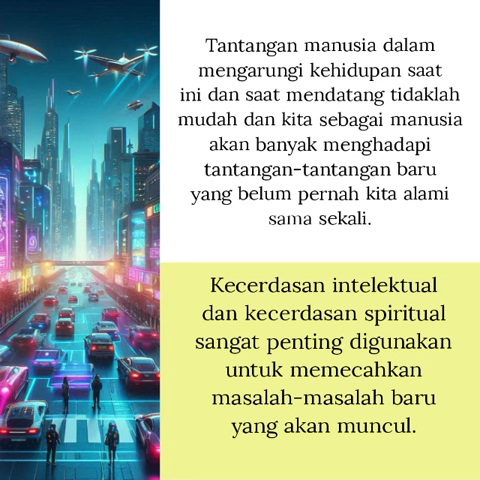 Tantangan manusia dalam
mengarungi kehidupan saat
ini dan saat mendatang tidaklah
mudah dan kita sebagai manusia
akan banyak menghadapi
tantangan-tantangan baru
yang belum pernah kita alami
sama sekali.
Kecerdasan intelektual
dan kecerdasan spiritual
sangat penting digunakan
untuk memecahkan
masalah-masalah baru
yang akan muncul.